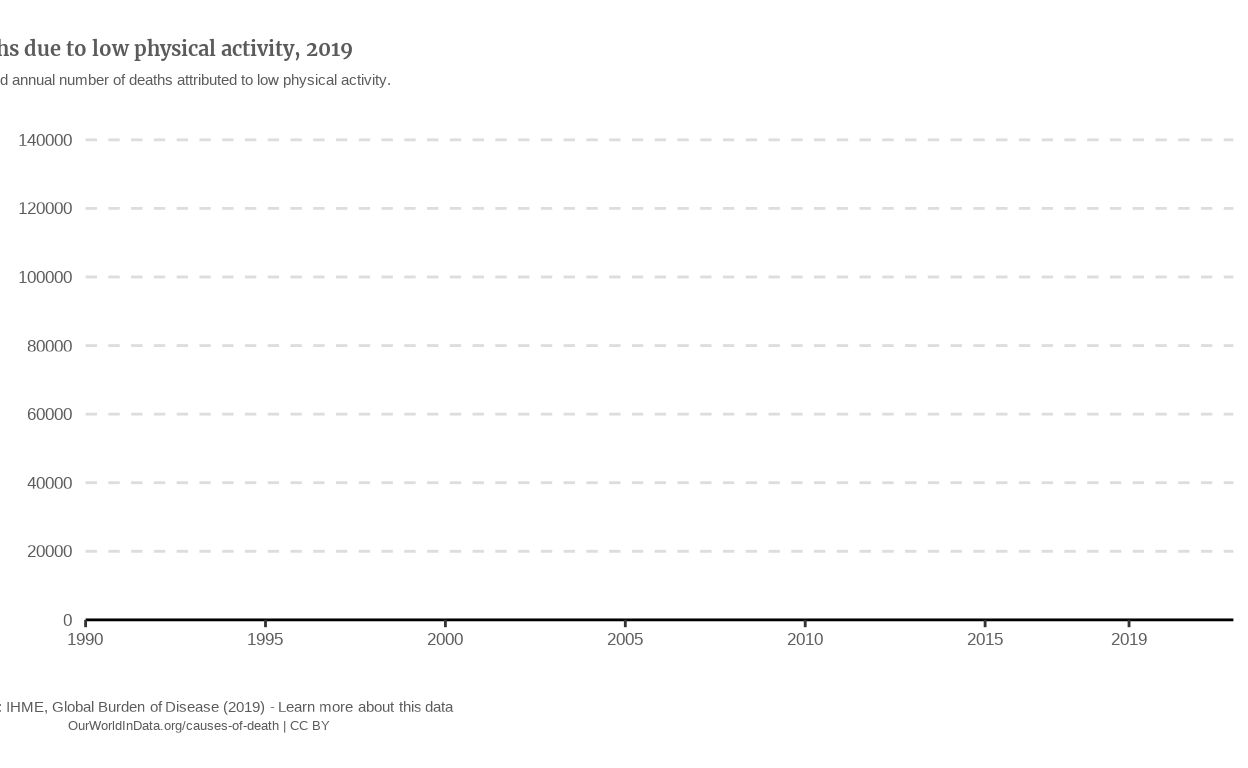 hs due to low physical activity, 2019
d annual number of deaths attributed to low physical activity.
140000
120000
100000
80000
60000
40000
20000
0
1990 1995 2000 2005 2010 2015 2019
: IHME, Global Burden of Disease (2019) - Learn more about this data
OurWorldInData.org/causes-of-death | CC BY